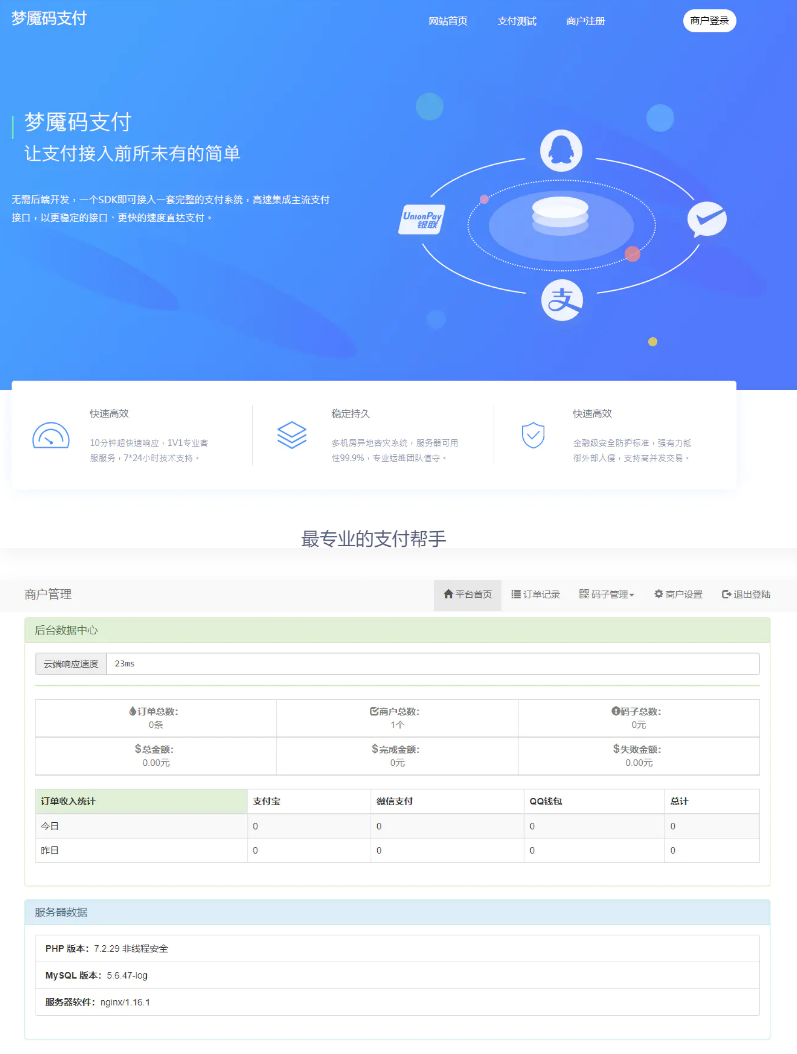 梦魇码支付
网站首页 支付测试 商户注册 商户登录
梦魇码支付
让支付接入前所未有的简单
无需后端开发，一个SDK即可接入一套完整的支付系统，高速集成主流支付
接口，以更稳定的接口、更快的速度直达支付。
UnionPay
银联
支
快速高效
10分钟超快速响应，1V1专业客
服服务，7*24小时技术支持。
稳定持久
多机房异地容灾系统，服务器可用
性99.9%，专业运维团队值守。
快速高效
金融级安全防护标准，强有力抵
御外部入侵，支持高并发交易。
最专业的支付帮手
商户管理
平台首页 订单记录 码子管理 商户设置 退出登陆
后台数据中心
云端响应速度 23ms
订单总数： 商户总数： 码子总数：
0条 1个 0元
总金额： 完成金额： 失败金额：
0.00元 0元 0.00元
订单收入统计 支付宝 微信支付 QQ钱包 总计
今日 0 0 0 0
昨日 0 0 0 0
服务器数据
PHP 版本：7.2.29 非线程安全
MySQL 版本：5.6.47-log
服务器软件：nginx/1.16.1